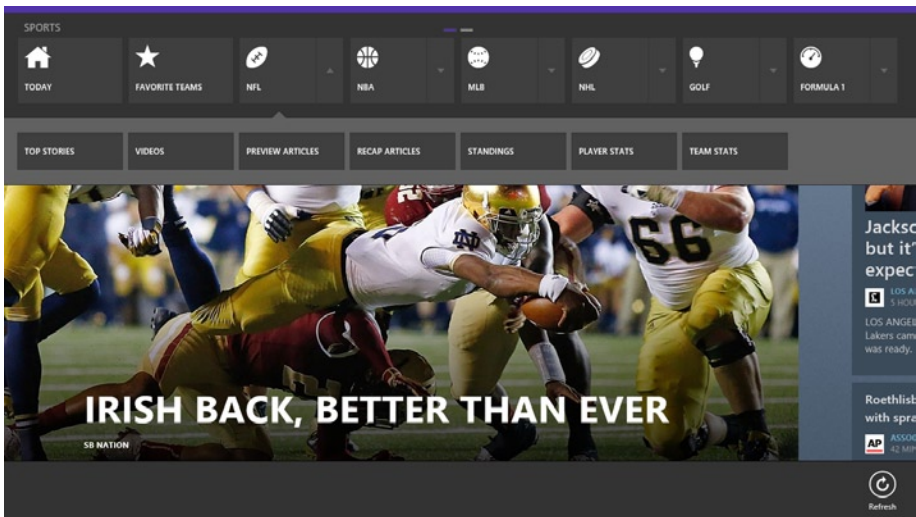 SPORTS
TODAY
FAVORITE TEAMS
NFL
NBA
MLB
NHL
GOLF
FORMULA 1
TOP STORIES
VIDEOS
PREVIEW ARTICLES
RECAP ARTICLES
STANDINGS
PLAYER STATS
TEAM STATS
ND
66
IRISH BACK, BETTER THAN EVER
SB NATION
Jackso
but it'
expec
LOS A
5 HOU
LOS ANGEL
Lakers cam
was ready.
Roethlisb
with spra
AP
ASSOC
42 MIN
Refresh